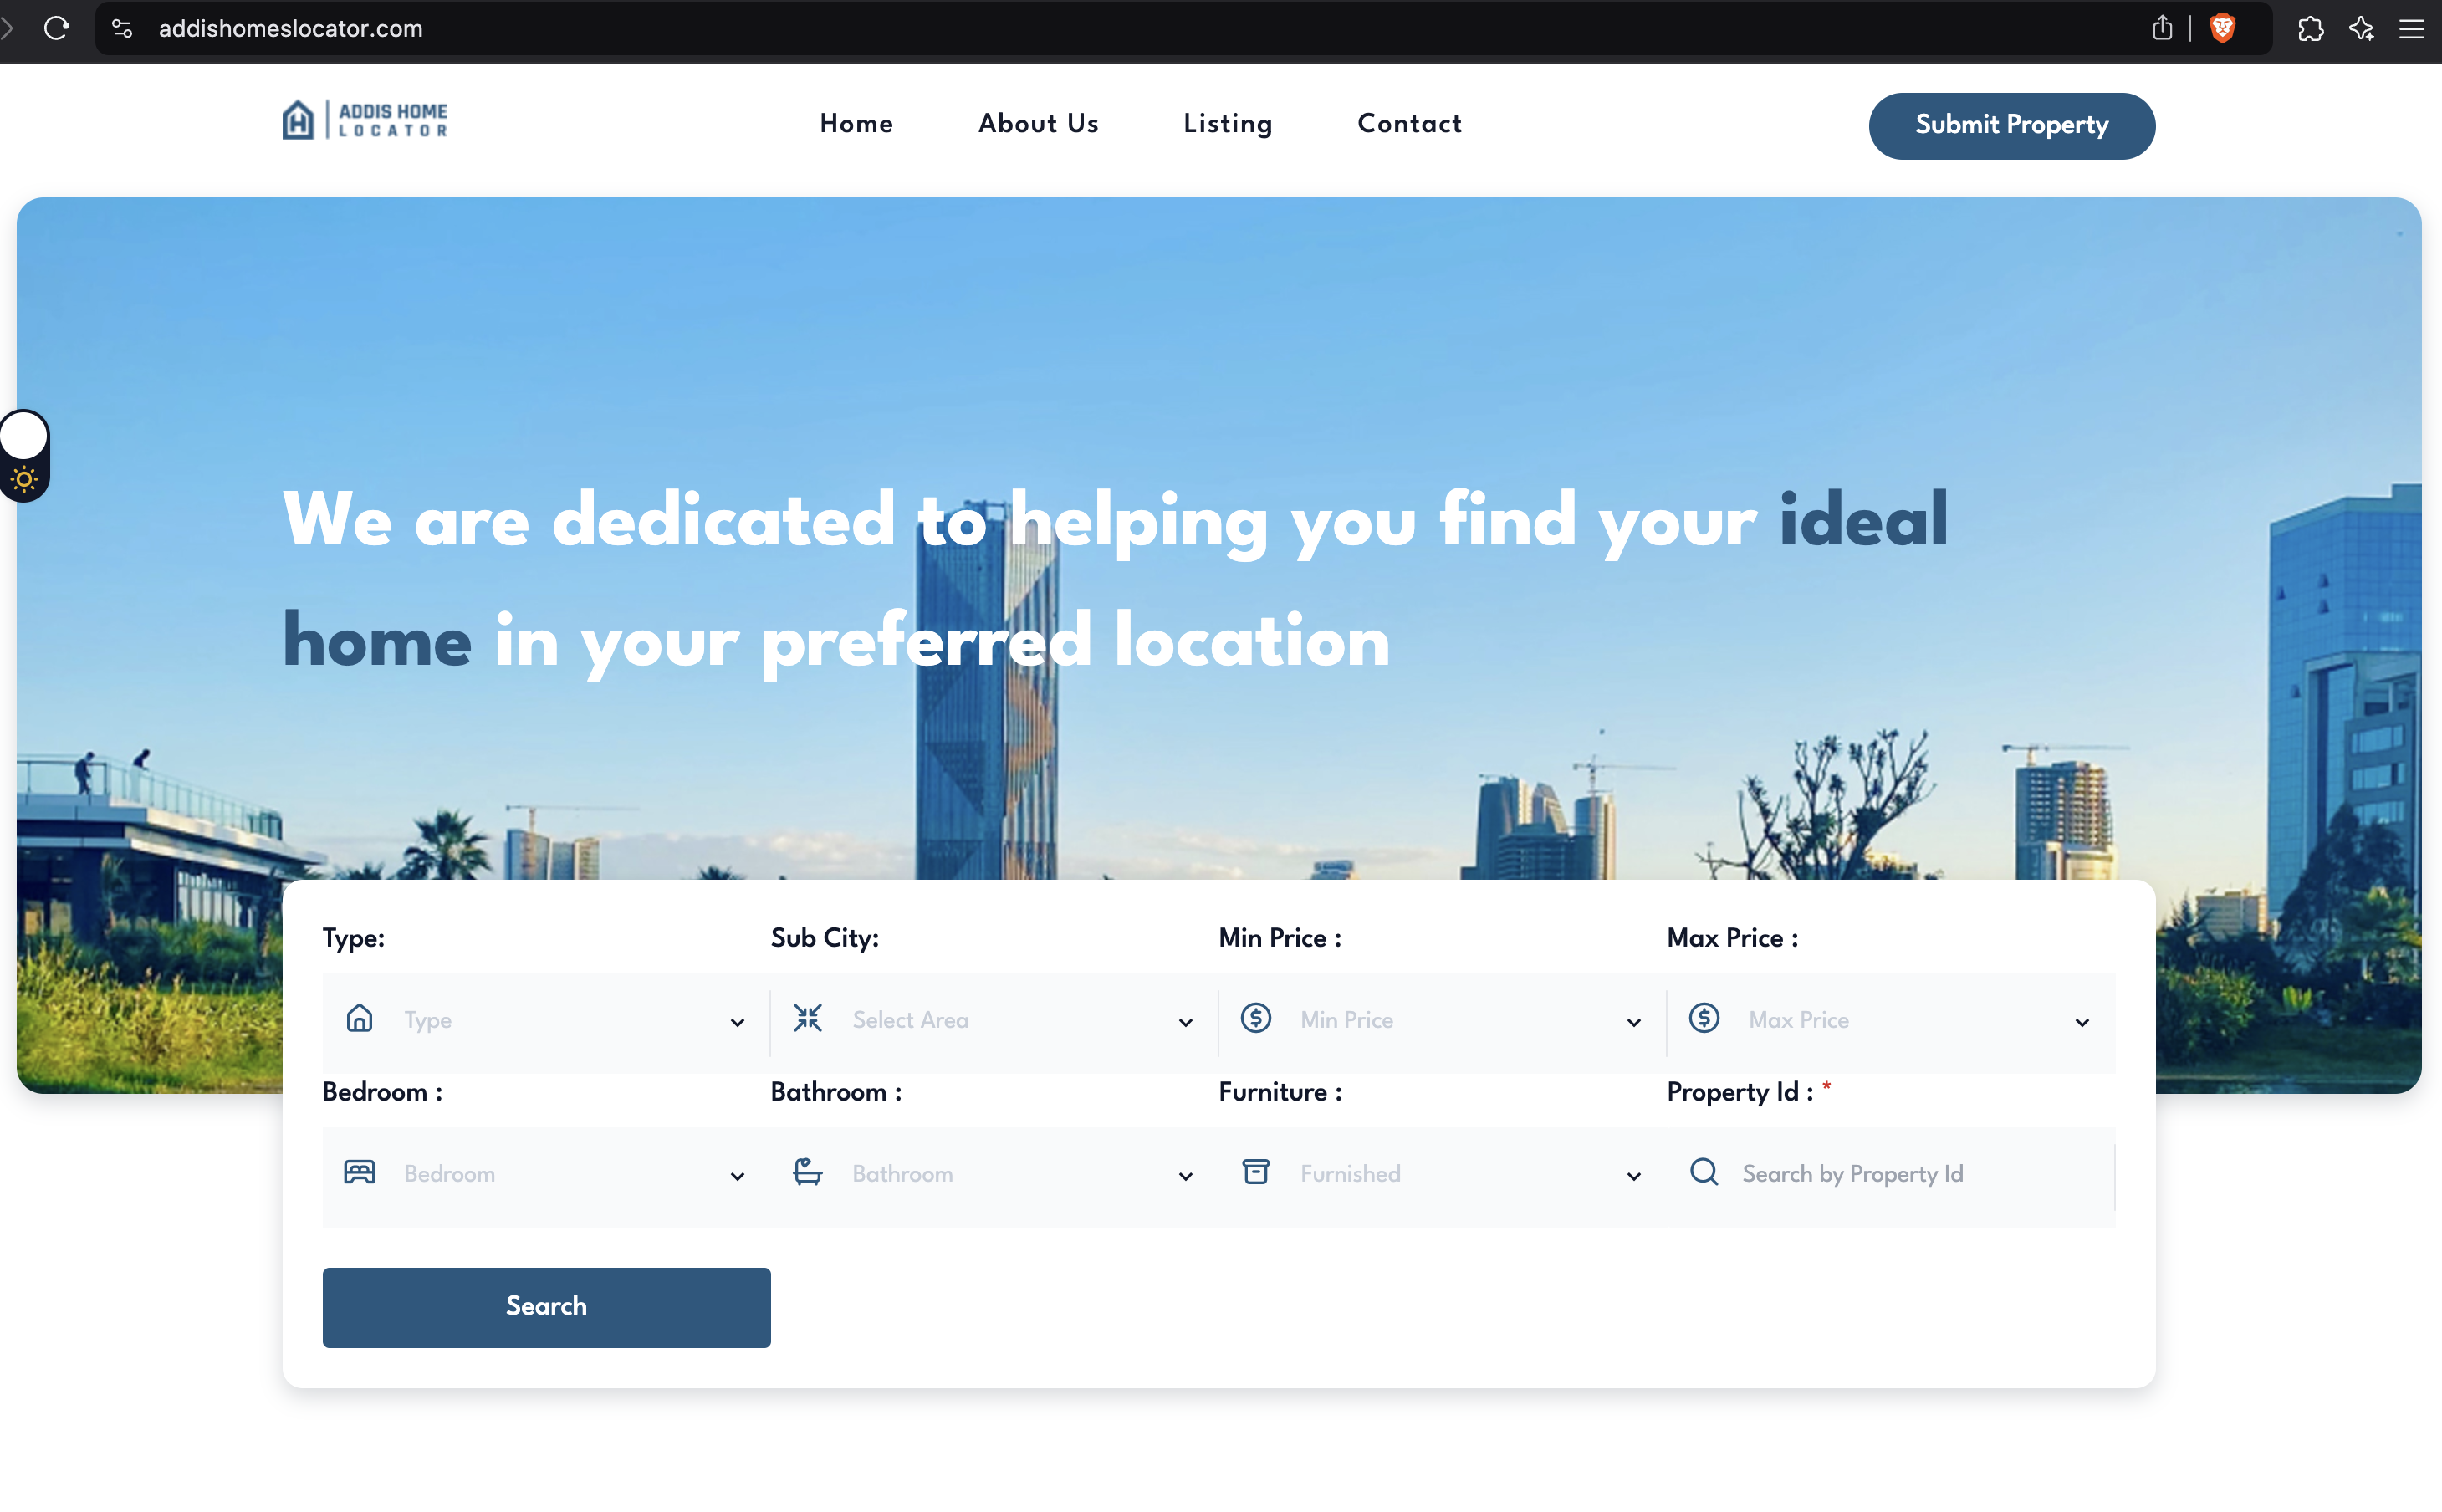 addishomeslocator.com
ADDIS HOME
LOCATOR
Home About Us Listing Contact
Submit Property
We are dedicated to helping you find your ideal
home in your preferred location
Type: Sub City: Min Price : Max Price :
Type Select Area Min Price Max Price
Bedroom : Bathroom : Furniture : Property Id : *
Bedroom Bathroom Furnished Search by Property Id
Search